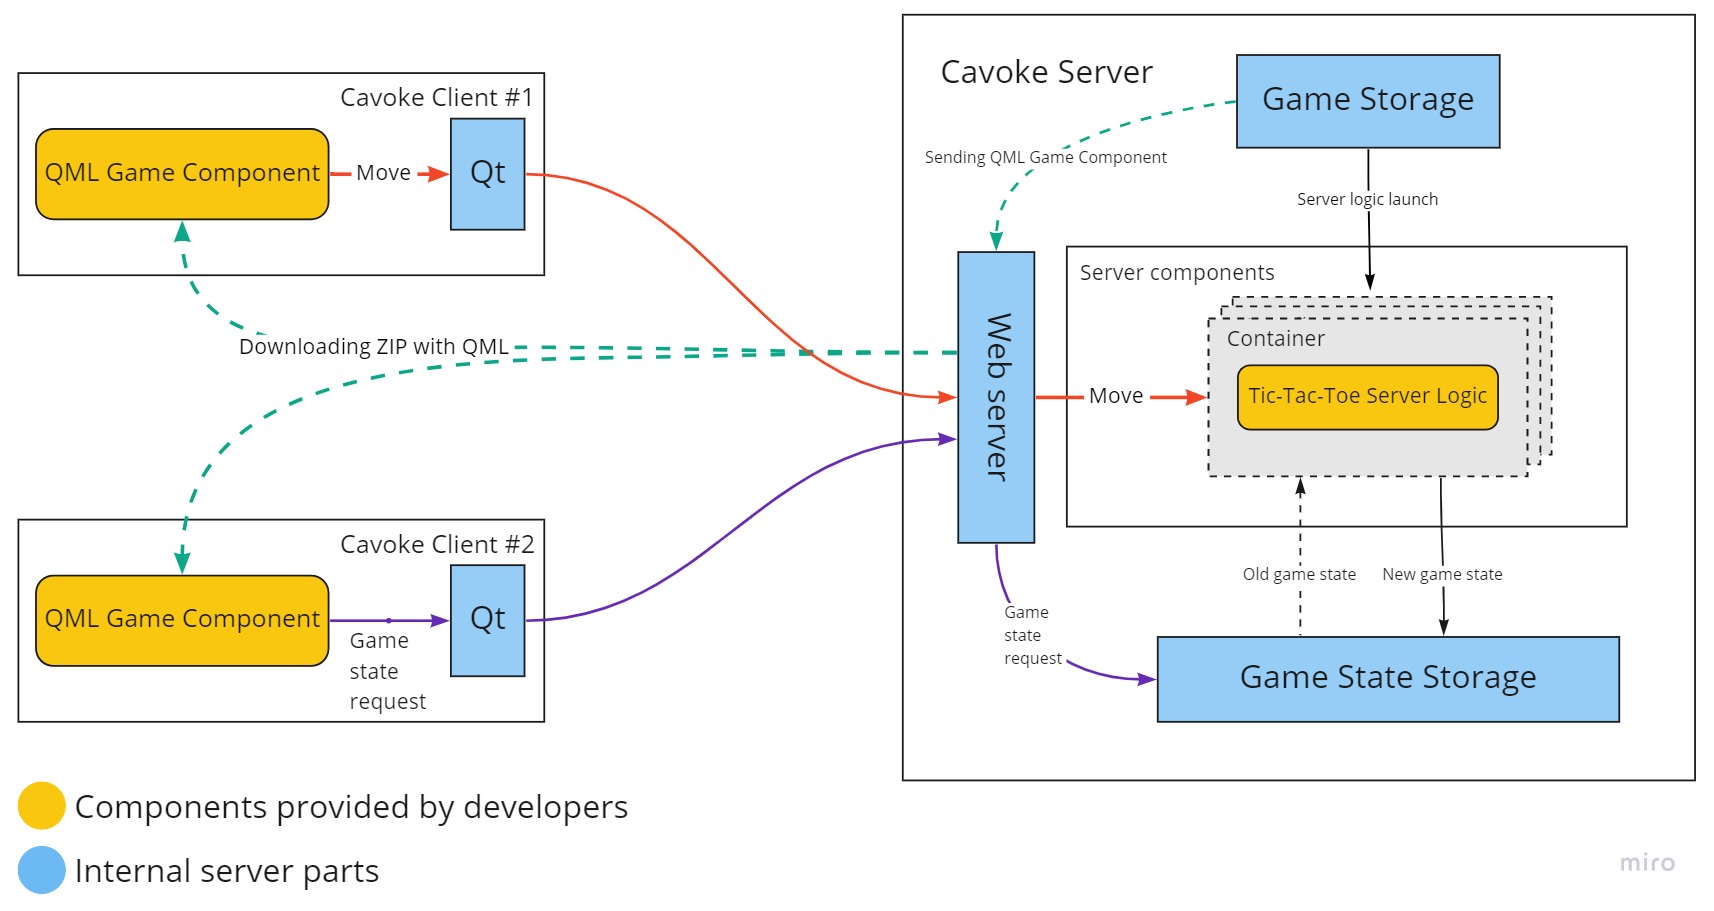 Cavoke Client #1
QML Game Component
Move
Qt
Downloading ZIP with QML
Cavoke Client #2
QML Game Component
Game
state
request
Qt
Cavoke Server
Game Storage
Sending QML Game Component
Server logic launch
Web server
Server components
Container
Move
Tic-Tac-Toe Server Logic
Old game state
New game state
Game
state
request
Game State Storage
Components provided by developers
Internal server parts
miro